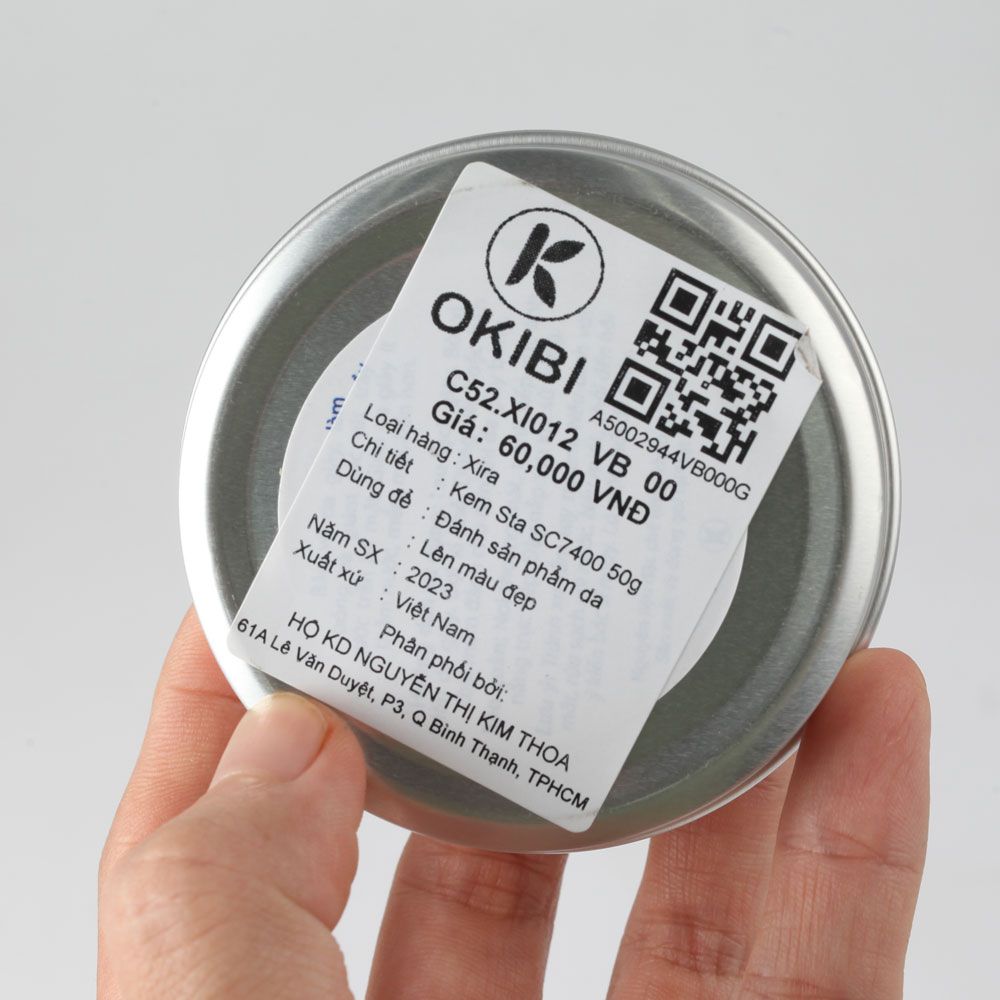 OKIBI
A5002944VB000G
C52.XI012 VB 00
Giá: 60,000 VNĐ
Loại hàng : Xira
Chi tiết : Kem Sta SC7400 50g
Dùng để : Đánh sản phẩm da
: Lên màu đẹp
Năm SX : 2023
Xuất xứ : Việt Nam
Phân phối bởi:
HỘ KD NGUYỄN THỊ KIM THOA
61A Lê Văn Duyệt, P3, Q Bình Thạnh, TPHCM